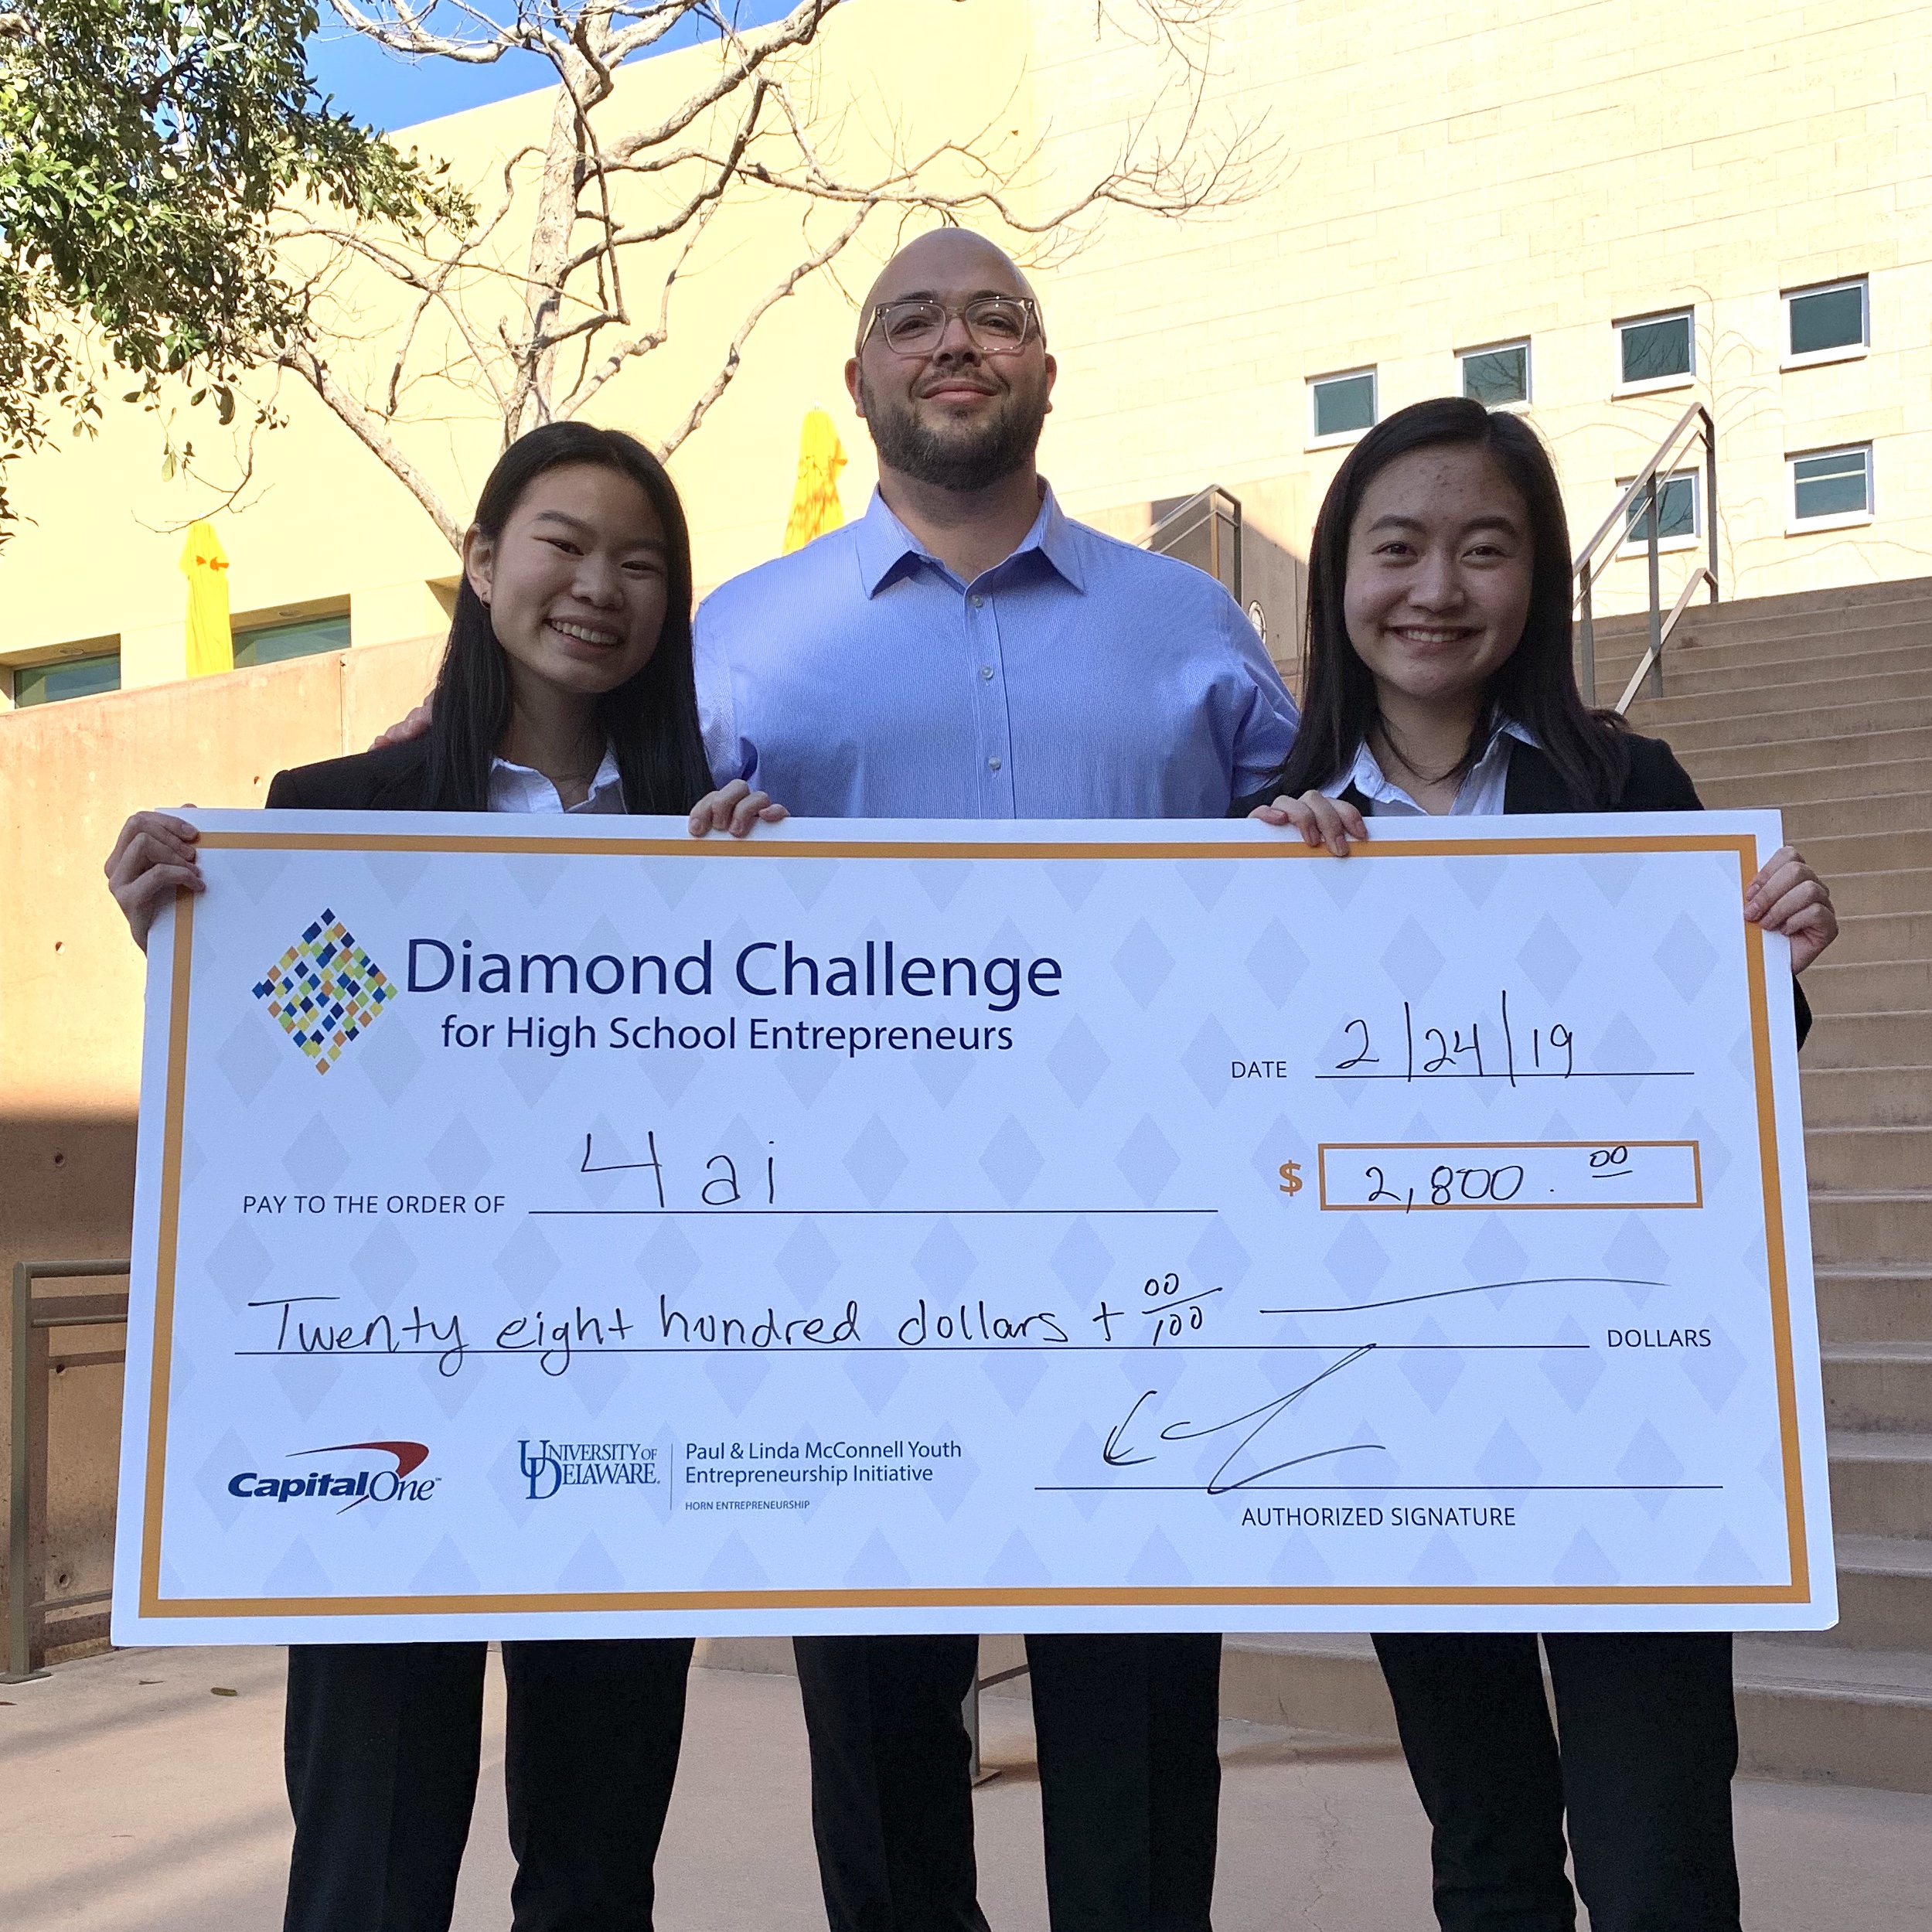 Diamond Challenge
for High School Entrepreneurs
DATE 2/24/19
PAY TO THE ORDER OF 4ai
$ 2,800.00
Twenty eight hundred dollars + 00/100 DOLLARS
CapitalOne™
UNIVERSITY OF
DELAWARE.
Paul & Linda McConnell Youth
Entrepreneurship Initiative
HORN ENTREPRENEURSHIP
AUTHORIZED SIGNATURE